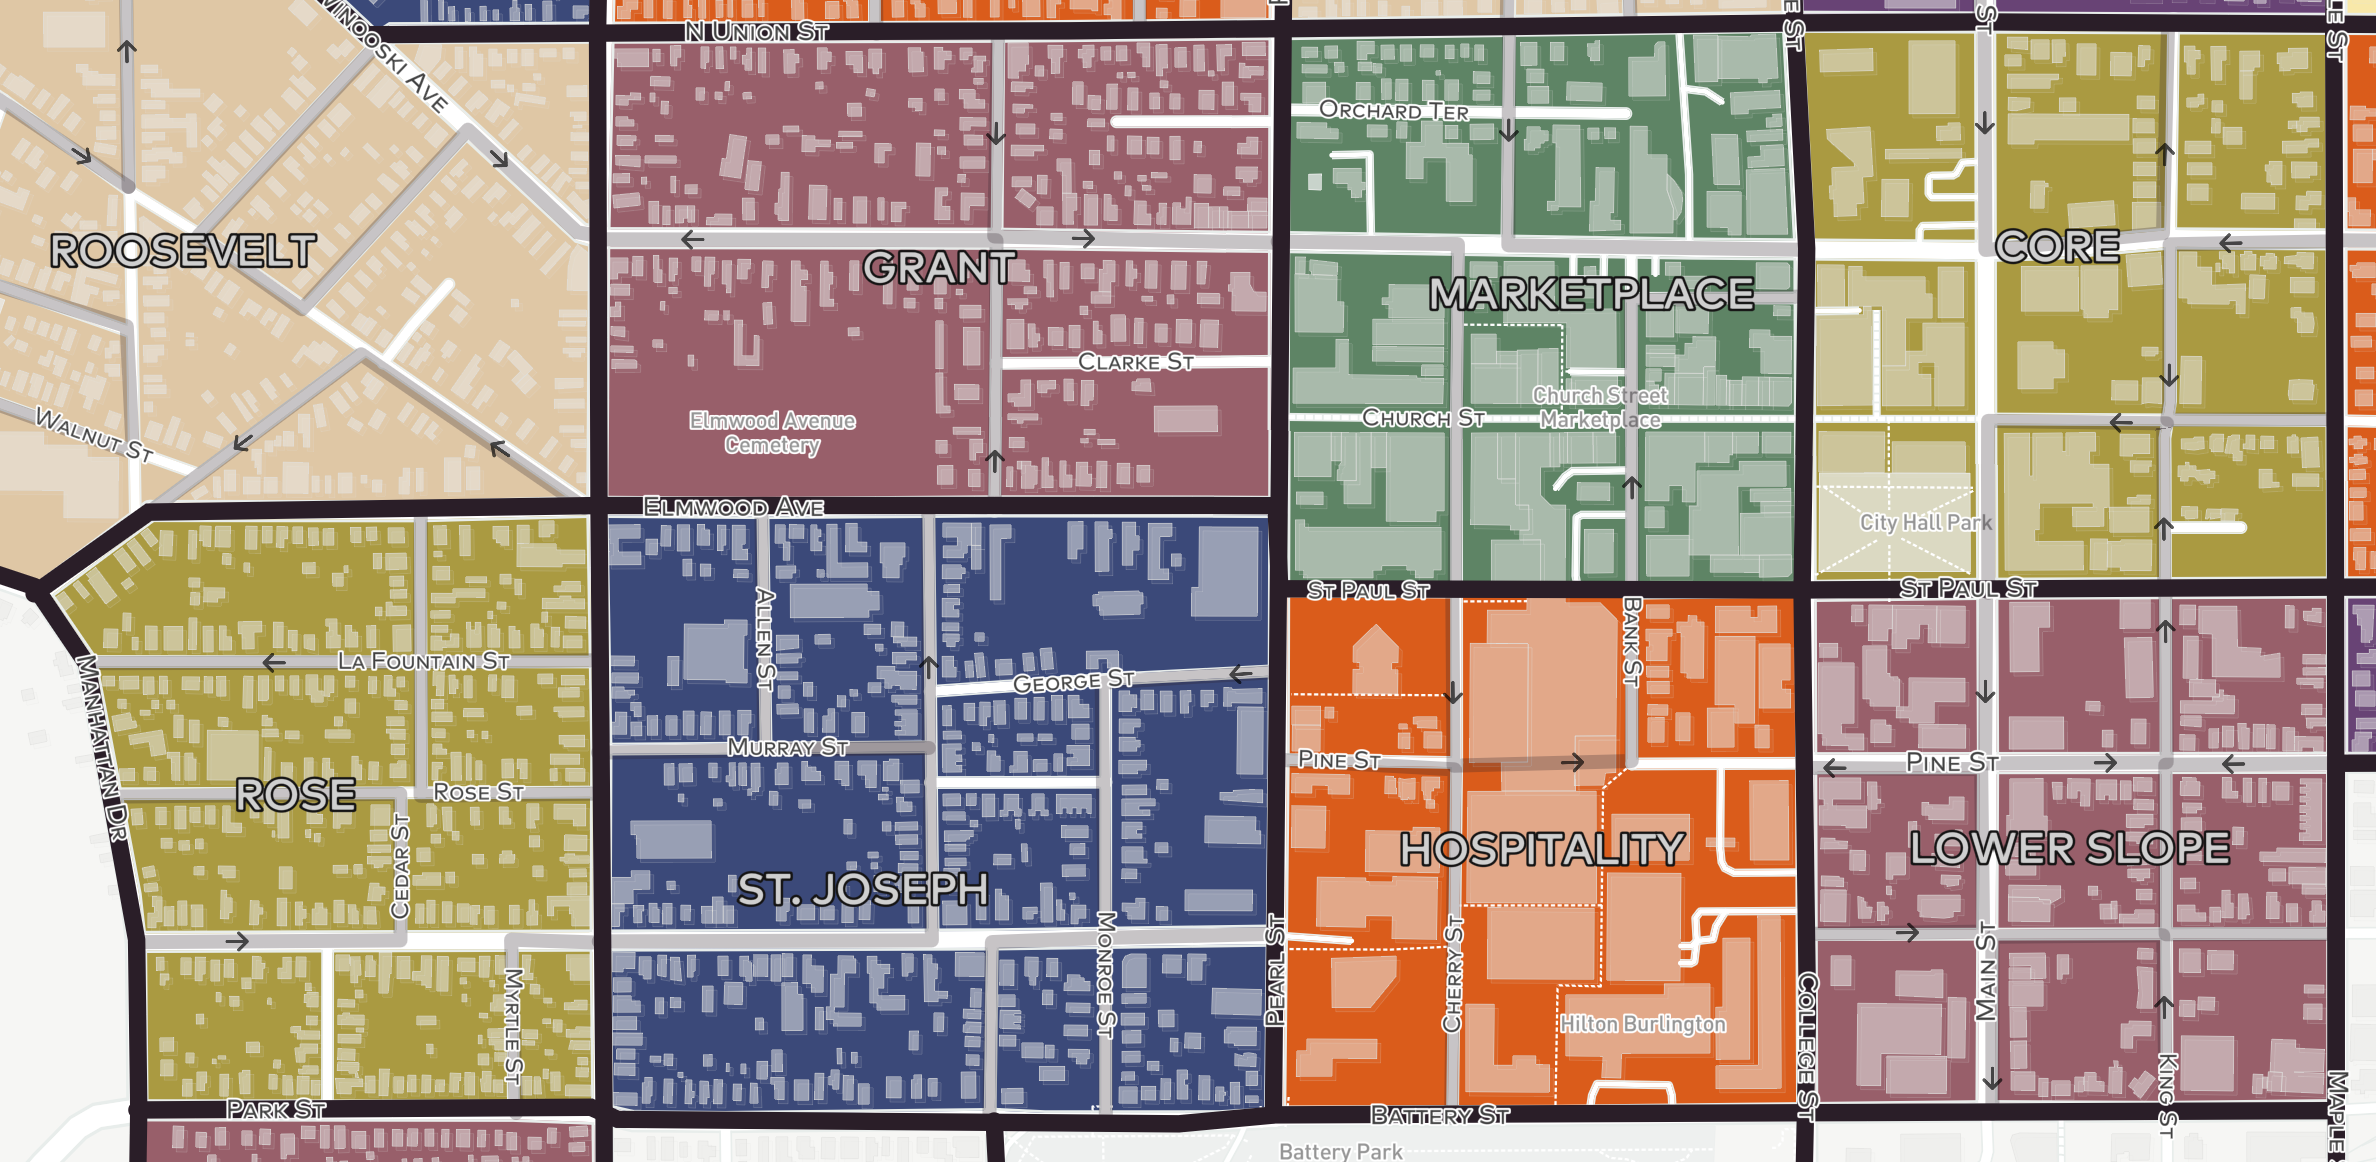 WINOOSKI AVE
N UNION ST
ORCHARD TER
ROOSEVELT
GRANT
MARKETPLACE
CORE
CLARKE ST
WALNUT ST
Elmwood Avenue
Cemetery
CHURCH ST
Church Street
Marketplace
ELMWOOD AVE
City Hall Park
ST PAUL ST
ST PAUL ST
ALLEN ST
BANK ST
LA FOUNTAIN ST
GEORGE ST
MANHATTAN DR
MURRAY ST
PINE ST
PINE ST
ROSE
ROSE ST
CEDAR ST
ST. JOSEPH
HOSPITALITY
LOWER SLOPE
MYRTLE ST
MONROE ST
PEARL ST
CHERRY ST
COLLEGE ST
MAIN ST
Hilton Burlington
KING ST
MAPLE
PARK ST
BATTERY ST
Battery Park